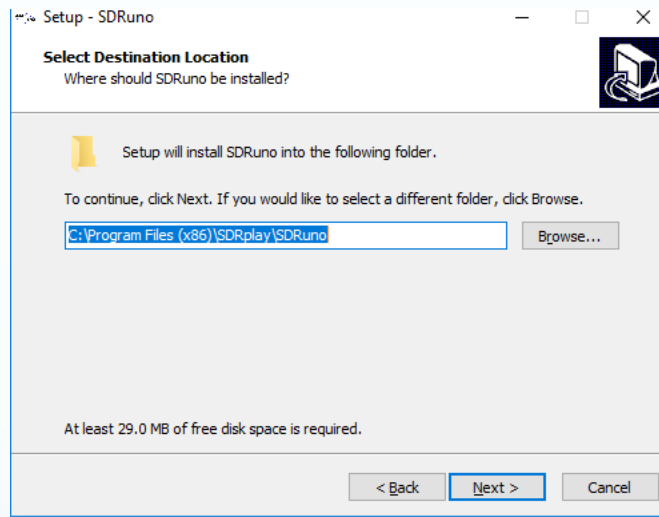 Setup - SDRuno
Select Destination Location
Where should SDRuno be installed?
Setup will install SDRuno into the following folder.
To continue, click Next. If you would like to select a different folder, click Browse.
C:\Program Files (x86)\SDRplay\SDRuno
Browse...
At least 29.0 MB of free disk space is required.
< Back
Next >
Cancel